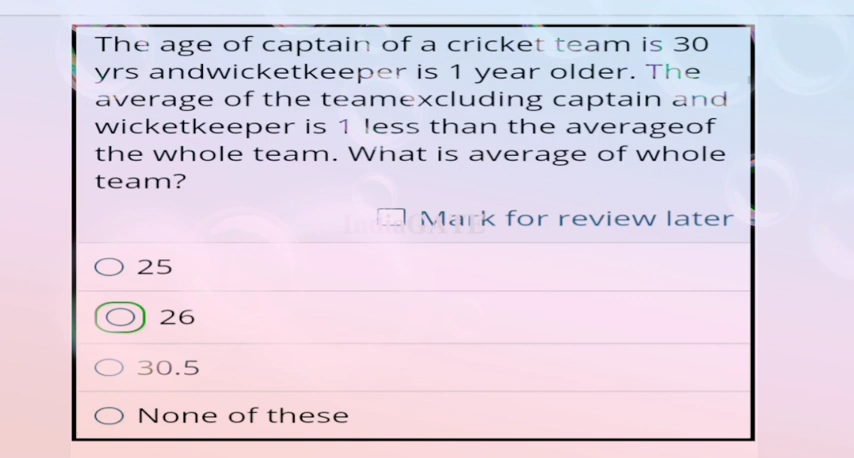 The age of captain of a cricket team is 30
yrs andwicketkeeper is 1 year older. The
average of the teamexcluding captain and
wicketkeeper is 1 less than the averageof
the whole team. What is average of whole
team?
IndiaGATE
Mark for review later
25
26
30.5
None of these